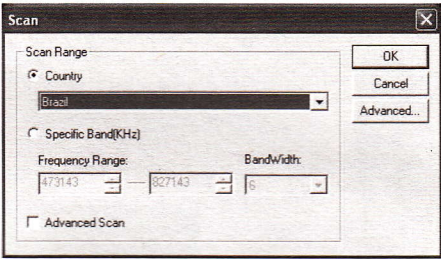 Scan
Scan Range
OK
Country
Cancel
Brazil
Advanced...
Specific Band(KHz)
Frequency Range:
BandWidth:
473143 — 827143
6
Advanced Scan